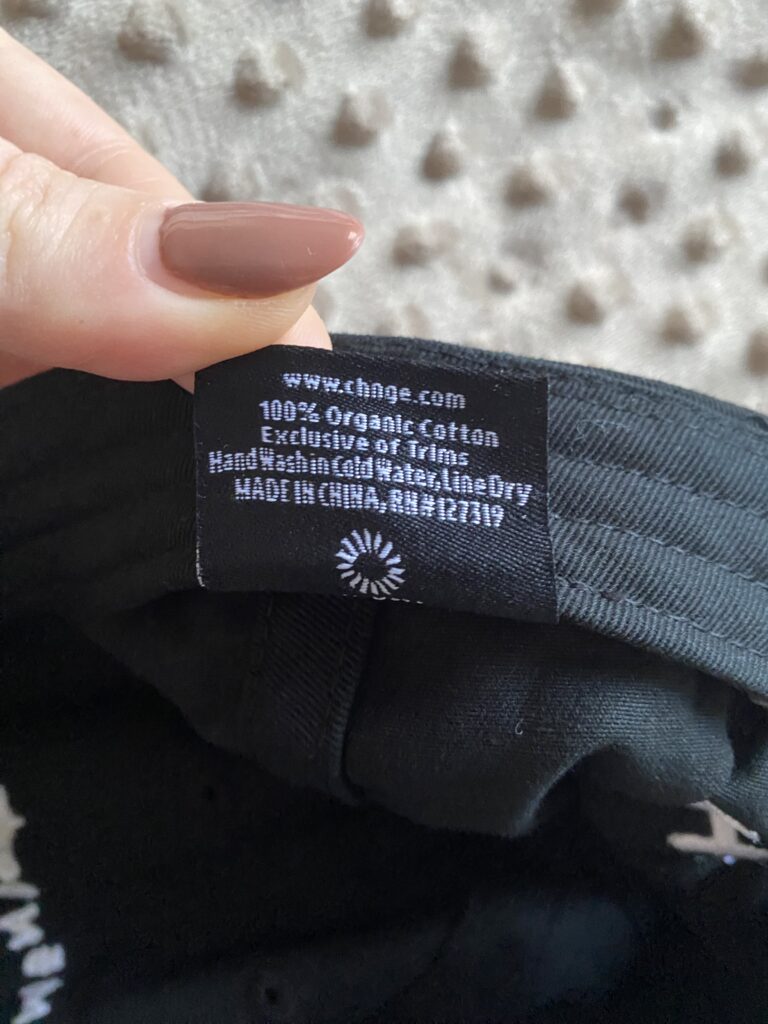 www.chnge.com
100% Organic Cotton
Exclusive of Trims
Hand Wash in Cold Water, Line Dry
MADE IN CHINA, RN#127319